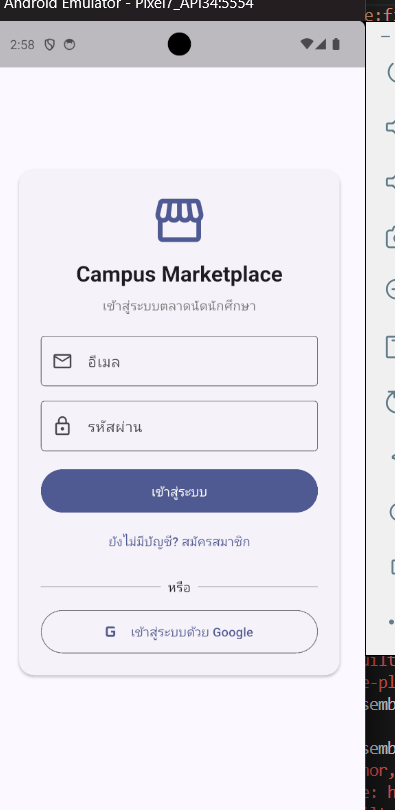 Android Emulator - Pixel7_API34:5554
2:58
Campus Marketplace
เข้าสู่ระบบตลาดนัดนักศึกษา
อีเมล
รหัสผ่าน
เข้าสู่ระบบ
ยังไม่มีบัญชี? สมัครสมาชิก
หรือ
G เข้าสู่ระบบด้วย Google